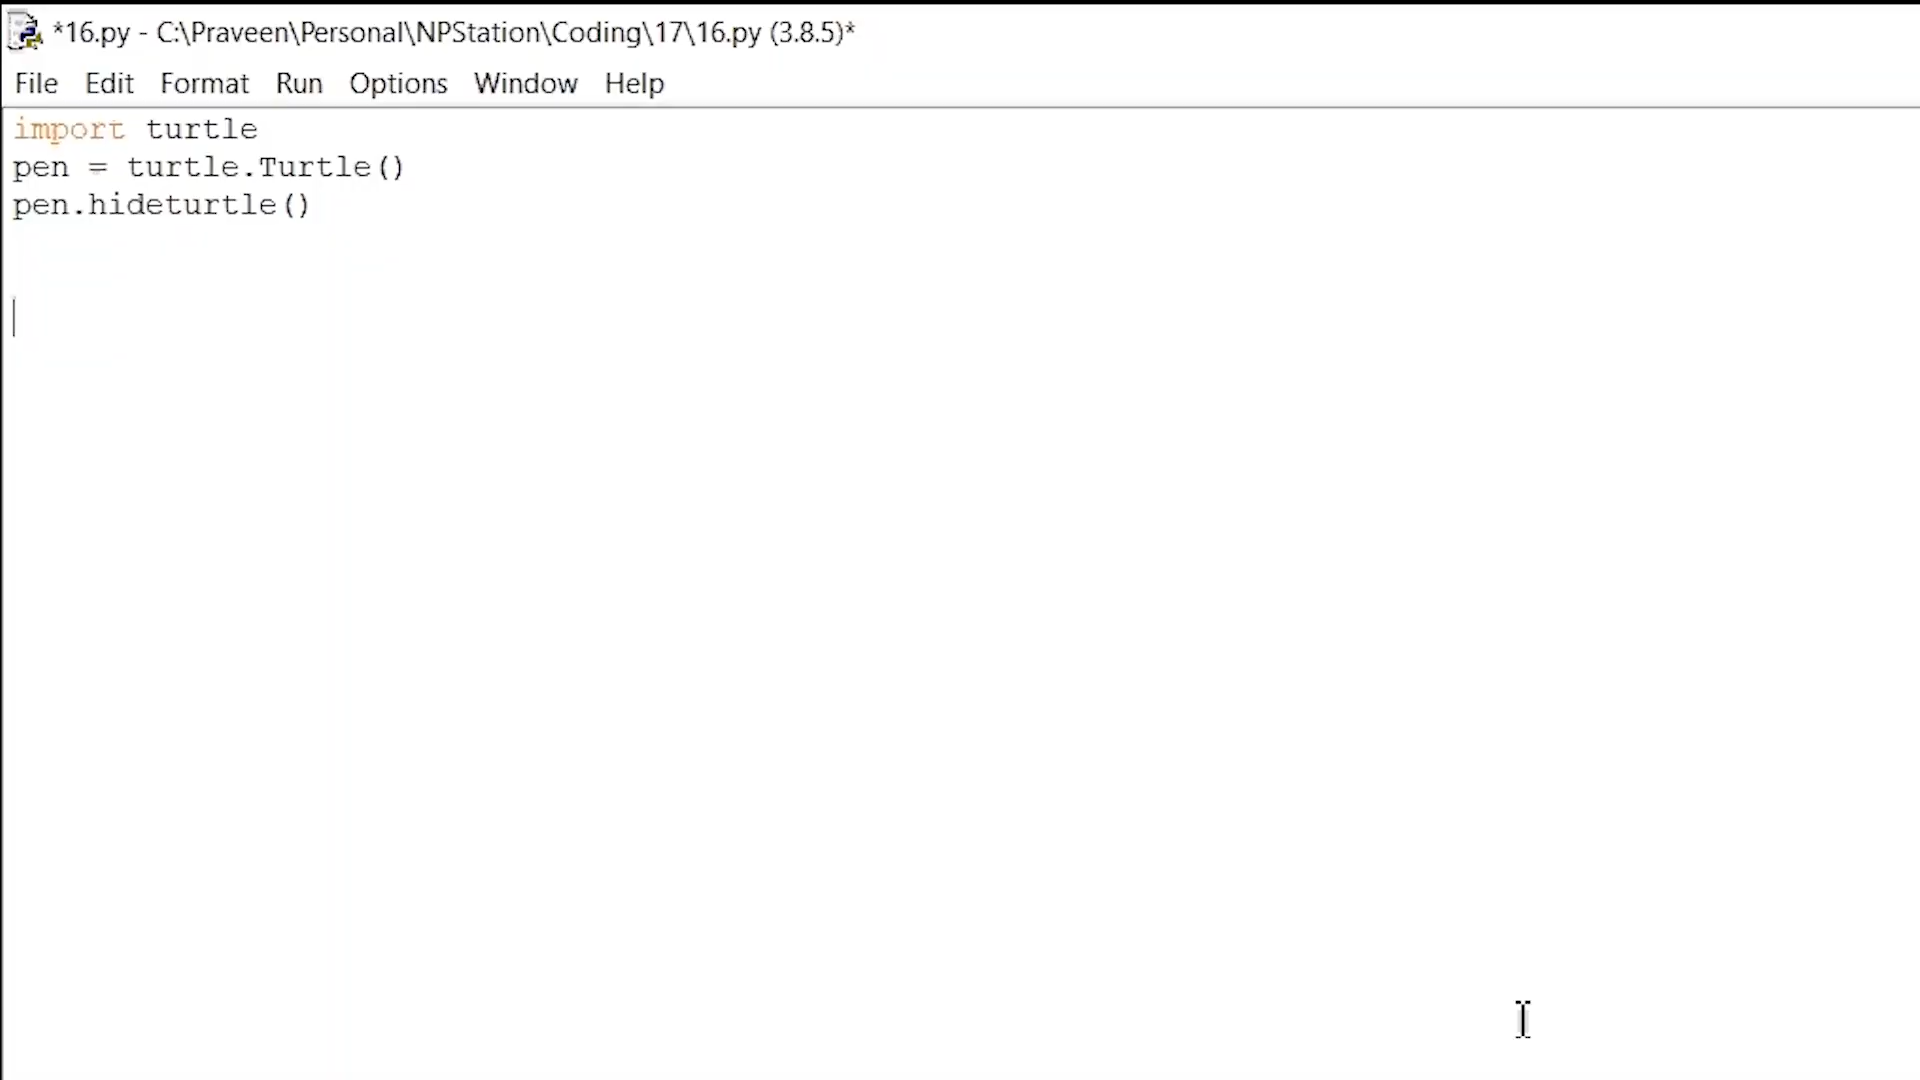 *16.py - C:\Praveen\Personal\NPStation\Coding\17\16.py (3.8.5)*
File Edit Format Run Options Window Help
import turtle
pen = turtle.Turtle()
pen.hideturtle()